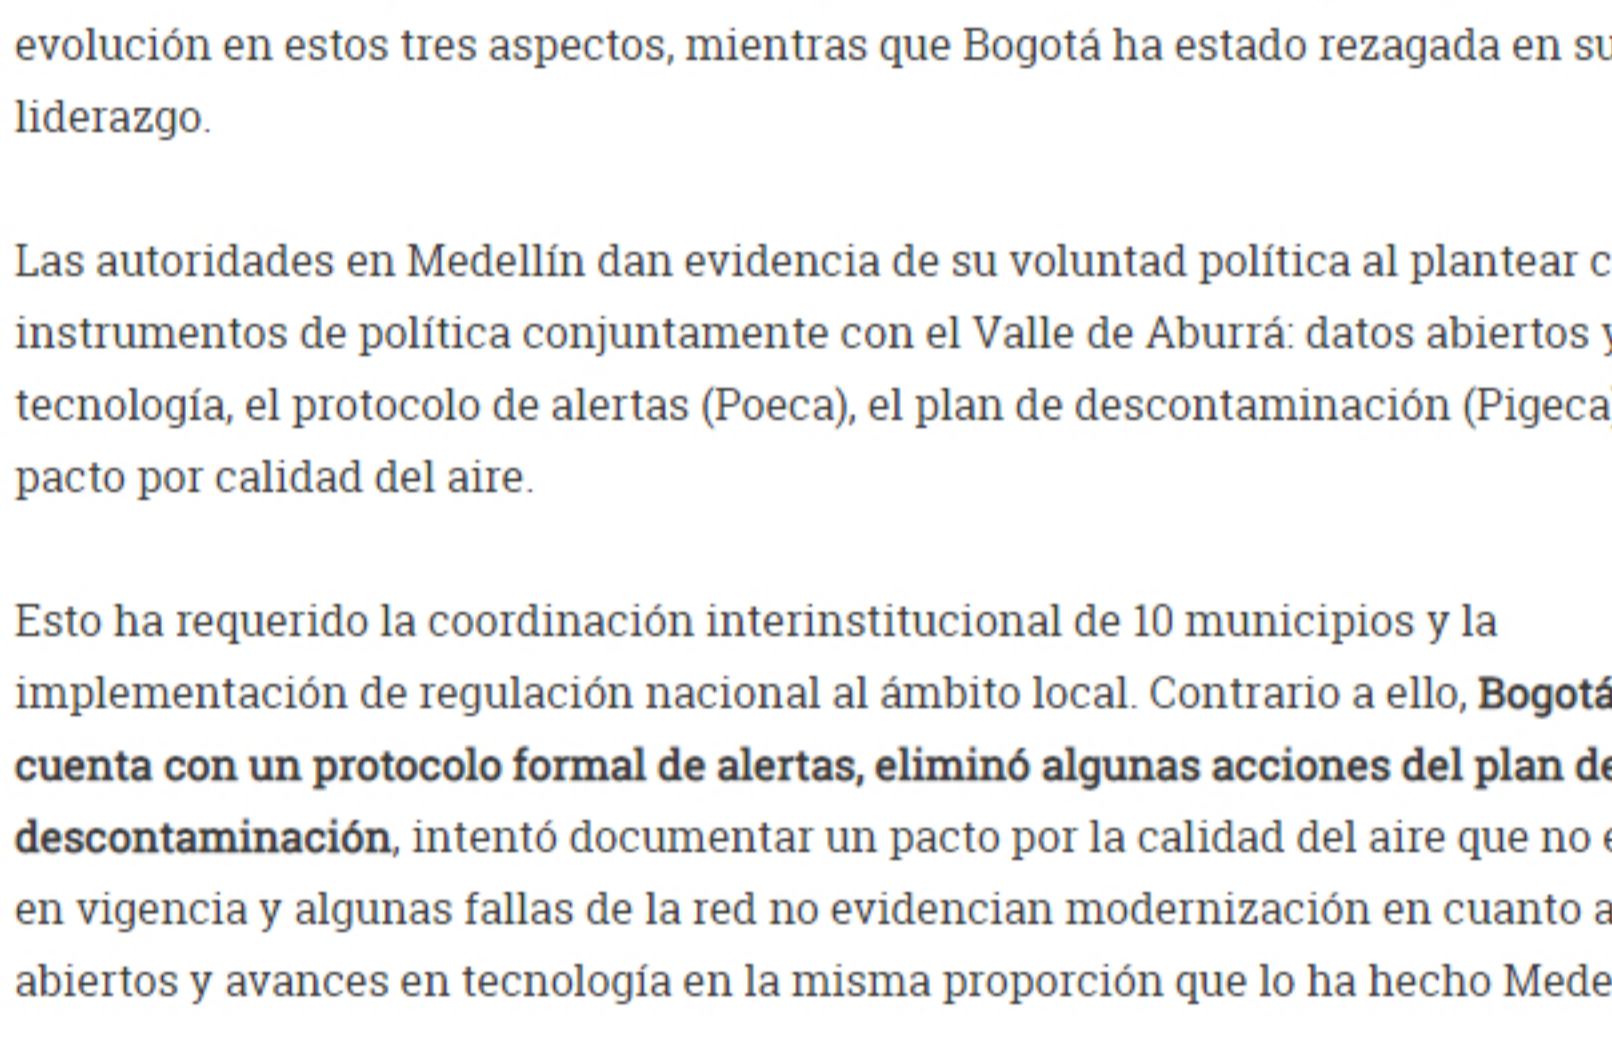 evolución en estos tres aspectos, mientras que Bogotá ha estado rezagada en su
liderazgo.
Las autoridades en Medellín dan evidencia de su voluntad política al plantear
instrumentos de política conjuntamente con el Valle de Aburrá: datos abiertos y
tecnología, el protocolo de alertas (Poeca), el plan de descontaminación (Pigeca)
pacto por calidad del aire.
Esto ha requerido la coordinación interinstitucional de 10 municipios y la
implementación de regulación nacional al ámbito local. Contrario a ello, Bogotá
cuenta con un protocolo formal de alertas, eliminó algunas acciones del plan de
descontaminación, intentó documentar un pacto por la calidad del aire que no
en vigencia y algunas fallas de la red no evidencian modernización en cuanto a
abiertos y avances en tecnología en la misma proporción que lo ha hecho Mede